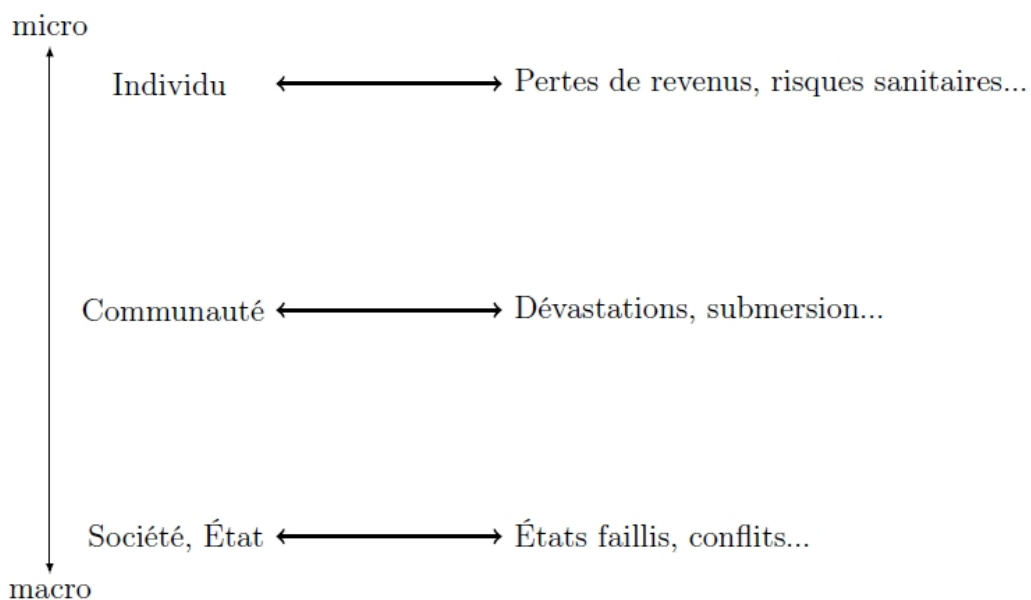 micro
Individu
Pertes de revenus, risques sanitaires...
Communauté
Dévastations, submersion...
Société, État
États faillis, conflits...
macro